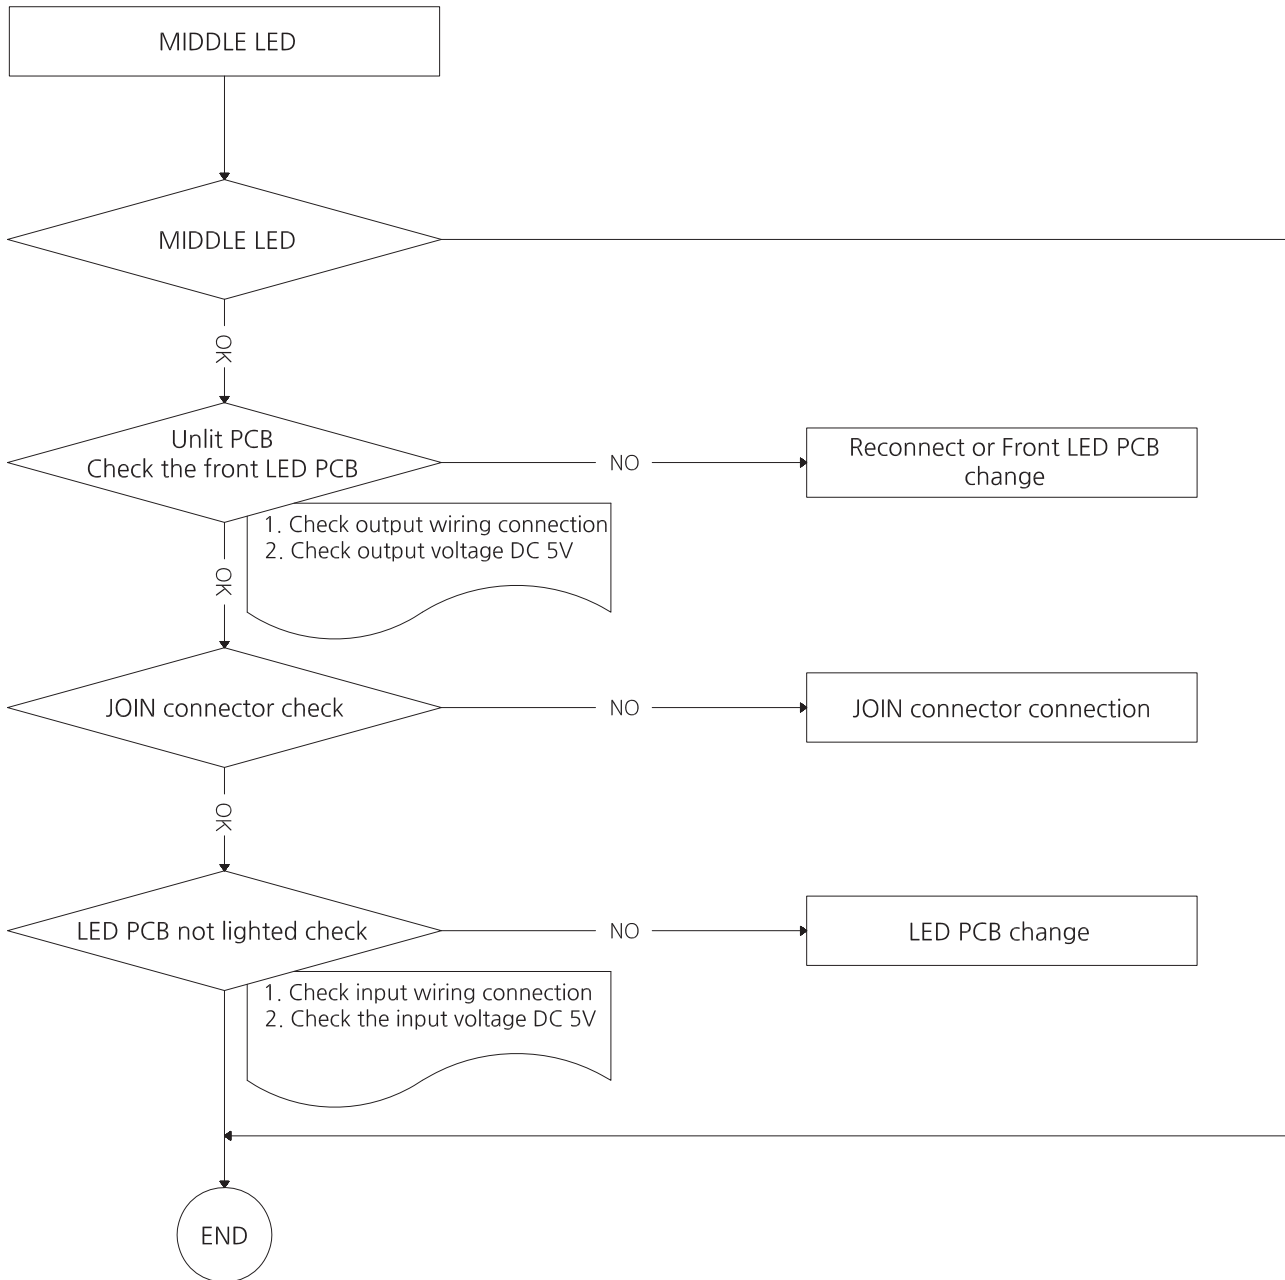 MIDDLE LED
MIDDLE LED
OK
Unlit PCB
Check the front LED PCB
NO
Reconnect or Front LED PCB
change
1. Check output wiring connection
2. Check output voltage DC 5V
OK
JOIN connector check
NO
JOIN connector connection
OK
LED PCB not lighted check
NO
LED PCB change
1. Check input wiring connection
2. Check the input voltage DC 5V
END